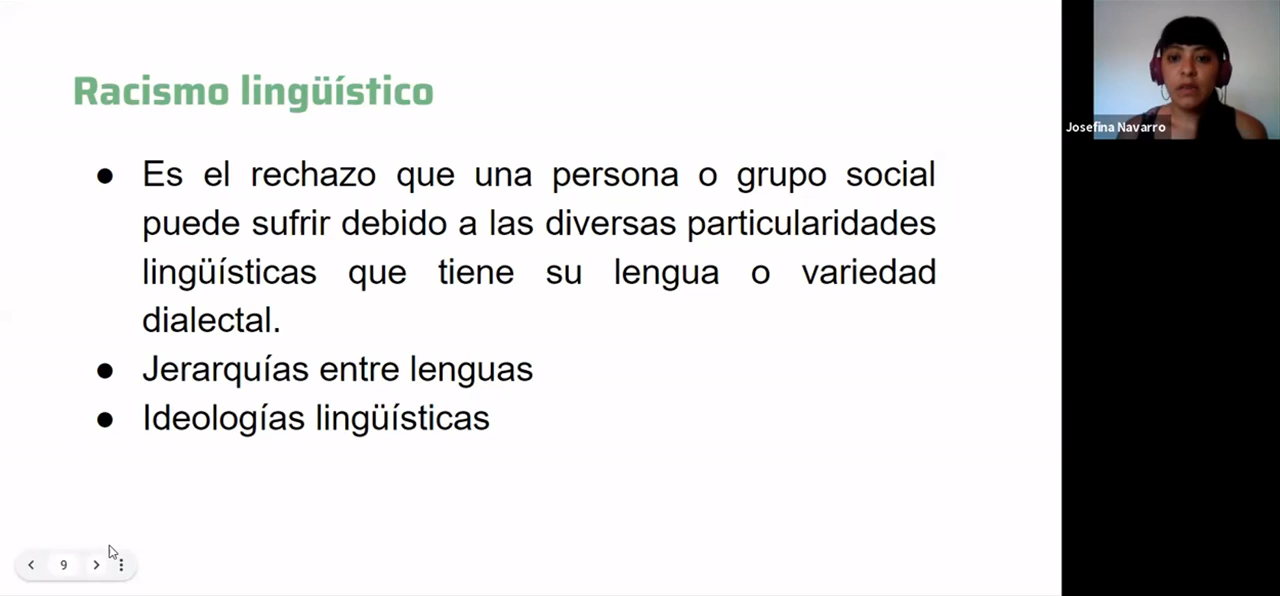 Racismo lingüístico
● Es el rechazo que una persona o grupo social
puede sufrir debido a las diversas particularidades
lingüísticas que tiene su lengua o variedad
dialectal.
● Jerarquías entre lenguas
● Ideologías lingüísticas
9
Josefina Navarro